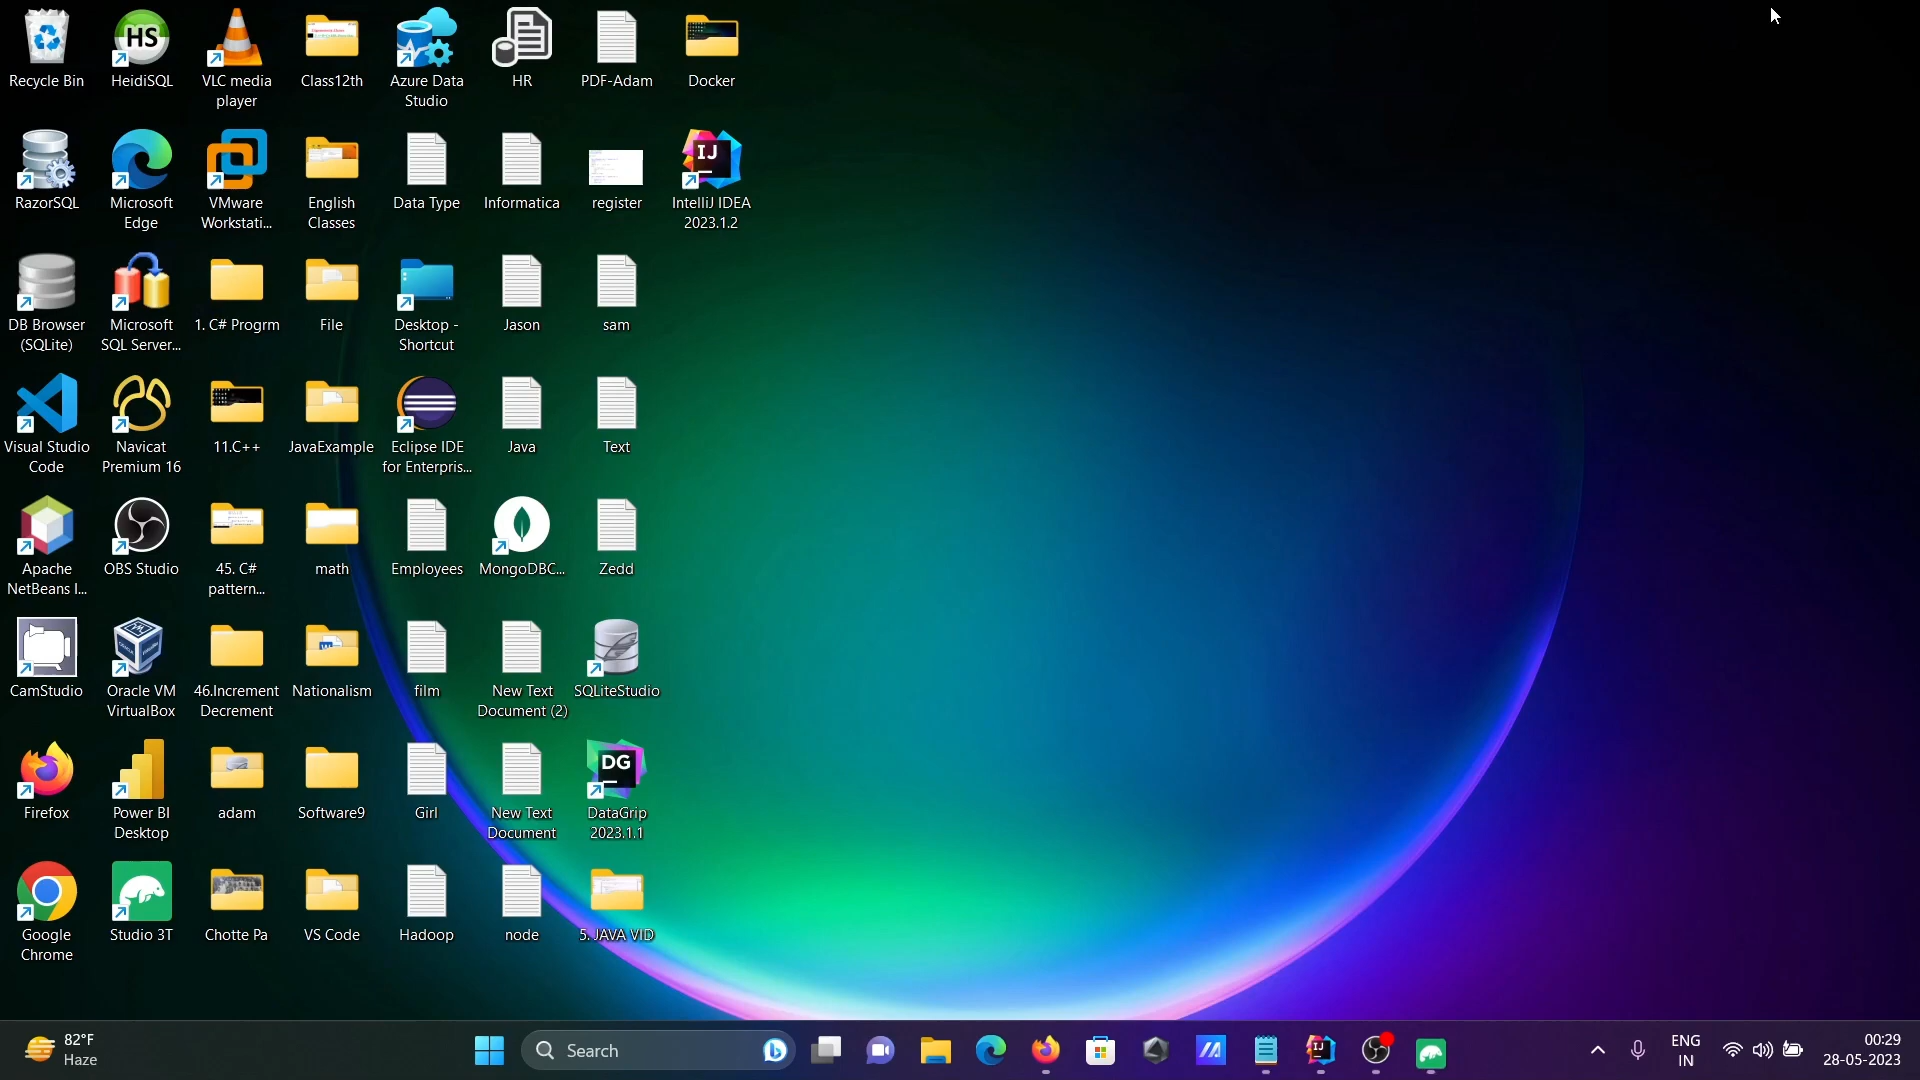 Recycle Bin
HS
HeidiSQL
VLC media
player
Class12th
Azure Data
Studio
HR
PDF-Adam
Docker
RazorSQL
Microsoft
Edge
VMware
Workstati...
English
Classes
Data Type
Informatica
register
IJ
IntelliJ IDEA
2023.1.2
DB Browser
(SQLite)
Microsoft
SQL Server...
1. C# Progrm
File
Desktop -
Shortcut
Jason
sam
Visual Studio
Code
Navicat
Premium 16
11.C++
JavaExample
Eclipse IDE
for Enterpris...
Java
Text
Apache
NetBeans I...
OBS Studio
45. C#
pattern...
math
Employees
MongoDBC...
Zedd
CamStudio
Oracle VM
VirtualBox
46.Increment
Decrement
Nationalism
film
New Text
Document (2)
SQLiteStudio
Firefox
Power BI
Desktop
adam
Software9
Girl
New Text
Document
DG
DataGrip
2023.1.1
Google
Chrome
Studio 3T
Chotte Pa
VS Code
Hadoop
node
5. JAVA VID
82°F
Haze
Search
IJ
ENG
IN
00:29
28-05-2023